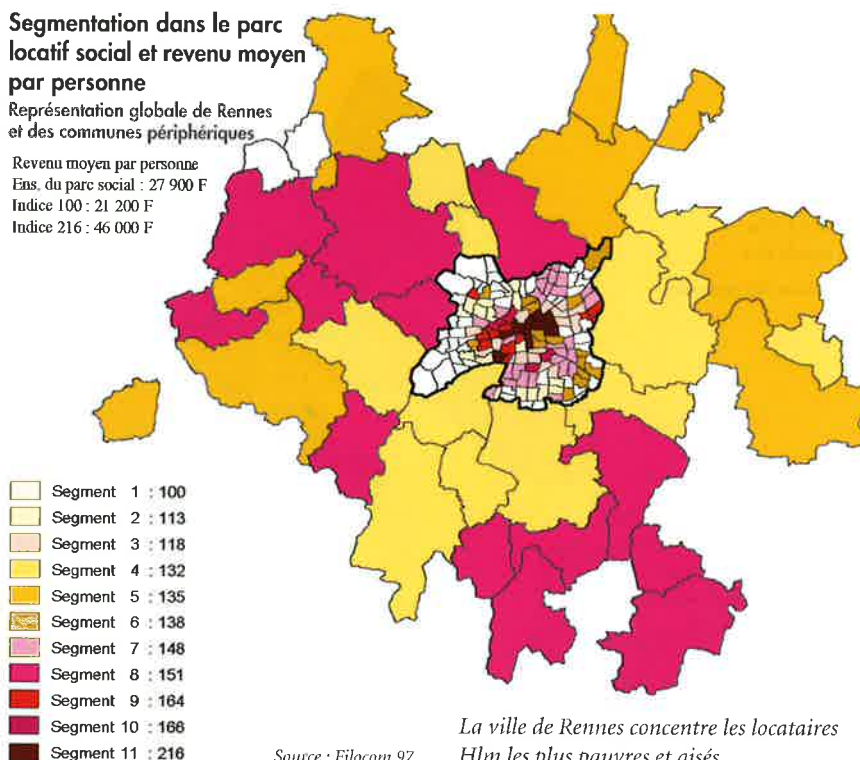 Segmentation dans le parc
locatif social et revenu moyen
par personne
Représentation globale de Rennes
et des communes périphériques
Revenu moyen par personne
Ens. du parc social : 27 900 F
Indice 100 : 21 200 F
Indice 216 : 46 000 F
Segment 1 : 100
Segment 2 : 113
Segment 3 : 118
Segment 4 : 132
Segment 5 : 135
Segment 6 : 138
Segment 7 : 148
Segment 8 : 151
Segment 9 : 164
Segment 10 : 166
Segment 11 : 216
Source : Filocom 97
La ville de Rennes concentre les locataires
Hlm les plus pauvres et aisés